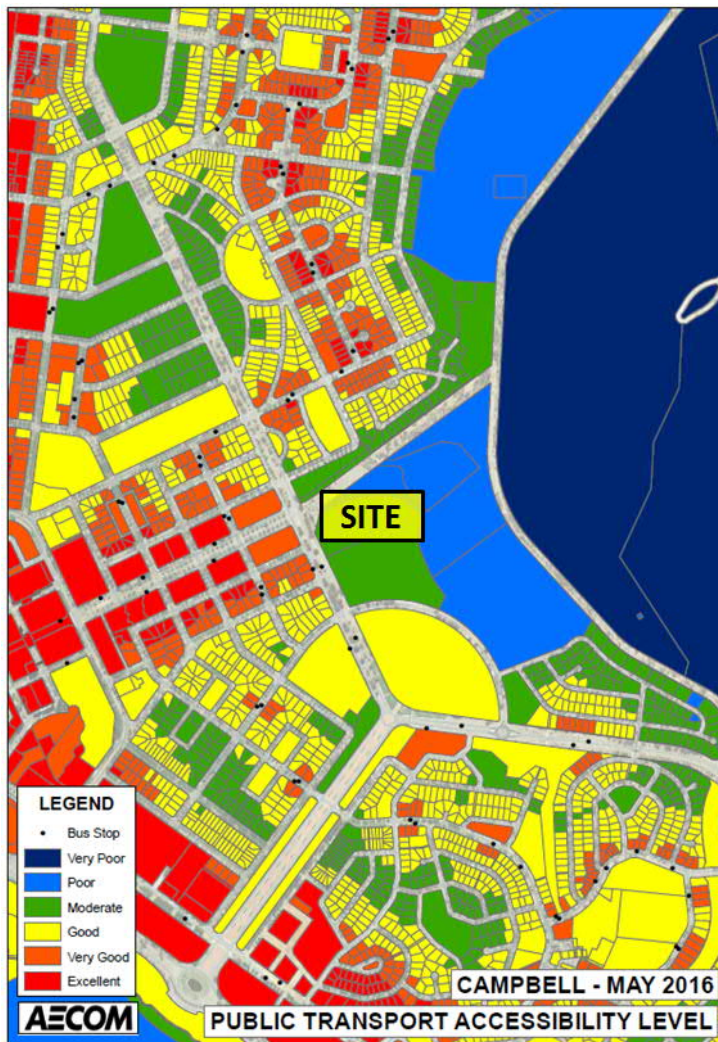 SITE
LEGEND
Bus Stop
Very Poor
Poor
Moderate
Good
Very Good
Excellent
AECOM
CAMPBELL - MAY 2016
PUBLIC TRANSPORT ACCESSIBILITY LEVEL